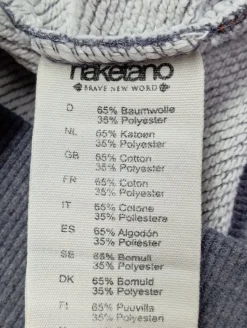 naketano
BRAVE NEW WORD
D 65% Baumwolle
35% Polyester
NL 65% Katoen
35% Polyester
GB 65% Cotton
35% Polyester
FR 65% Coton
35% Polyester
IT 65% Cotone
35% Poliestere
ES 65% Algodón
35% Poliéster
SE 65% Bomull
35% Polyester
DK 65% Bomuld
35% Polyester
FI 65% Puuvilla
35% Polyesteri